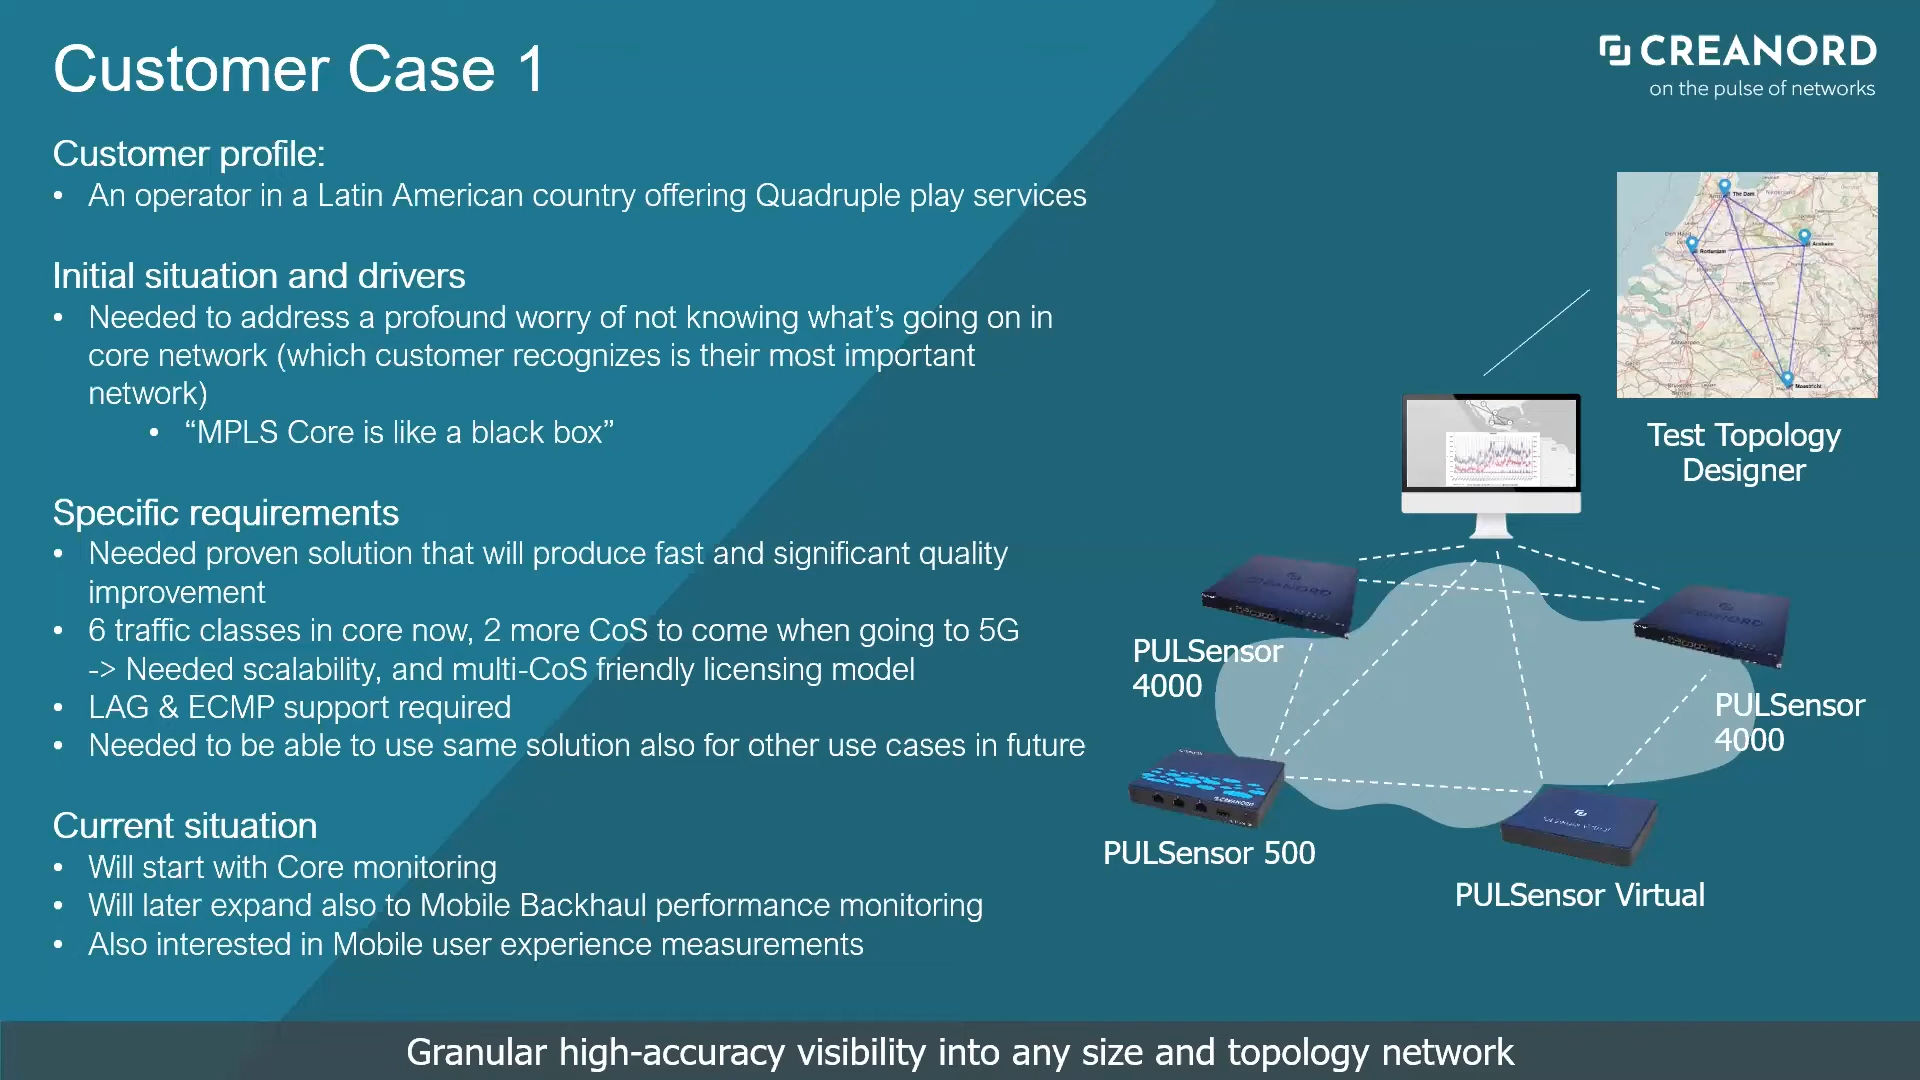 Customer Case 1
CREANORD
on the pulse of networks
Customer profile:
• An operator in a Latin American country offering Quadruple play services
Initial situation and drivers
• Needed to address a profound worry of not knowing what’s going on in
core network (which customer recognizes is their most important
network)
• “MPLS Core is like a black box”
Specific requirements
• Needed proven solution that will produce fast and significant quality
improvement
• 6 traffic classes in core now, 2 more CoS to come when going to 5G
-> Needed scalability, and multi-CoS friendly licensing model
• LAG & ECMP support required
• Needed to be able to use same solution also for other use cases in future
Current situation
• Will start with Core monitoring
• Will later expand also to Mobile Backhaul performance monitoring
• Also interested in Mobile user experience measurements
The Dam
Rotterdam
Arnheim
Maastricht
Test Topology
Designer
CREANORD
PULSensor
4000
PULSensor
4000
CREANORD
PULSensor 500
PULSensor Virtual
Granular high-accuracy visibility into any size and topology network